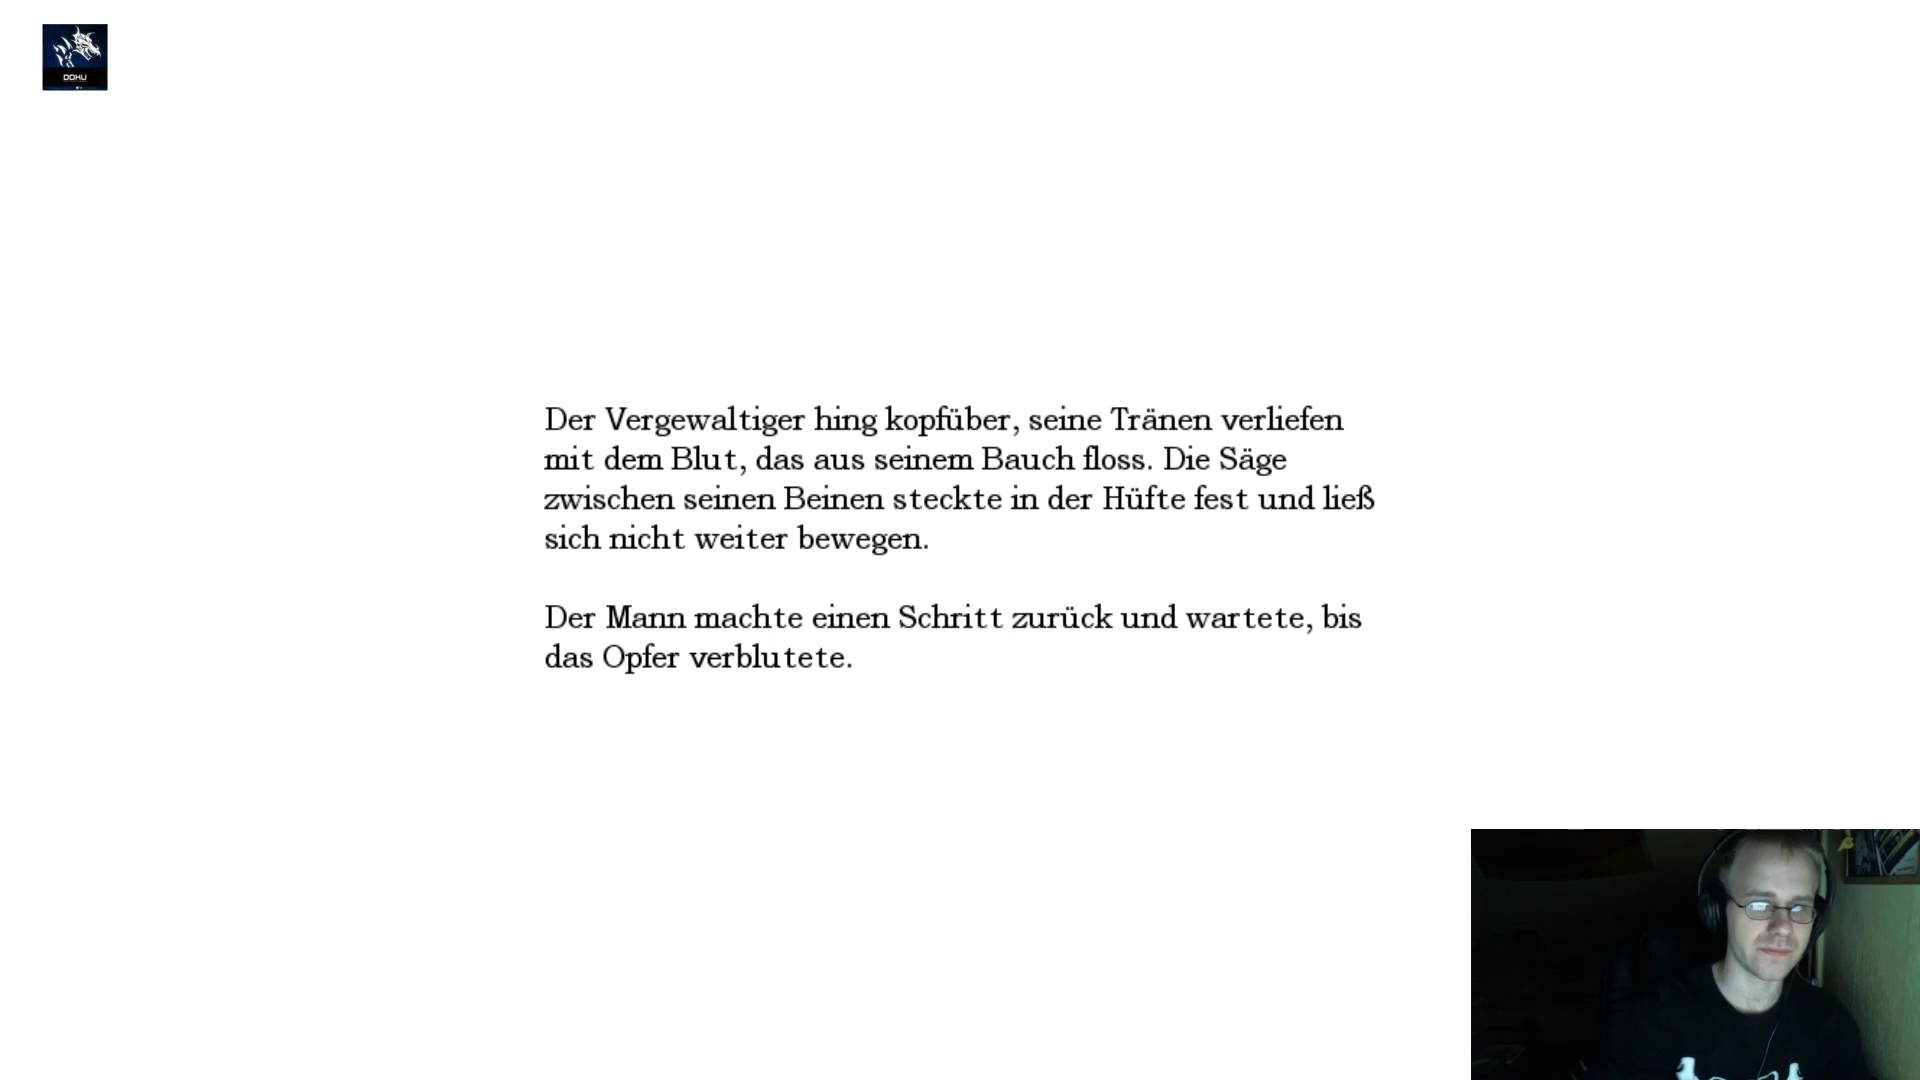 DOKU
Der Vergewaltiger hing kopfüber, seine Tränen verliefen
mit dem Blut, das aus seinem Bauch floss. Die Säge
zwischen seinen Beinen steckte in der Hüfte fest und ließ
sich nicht weiter bewegen.
Der Mann machte einen Schritt zurück und wartete, bis
das Opfer verblutete.